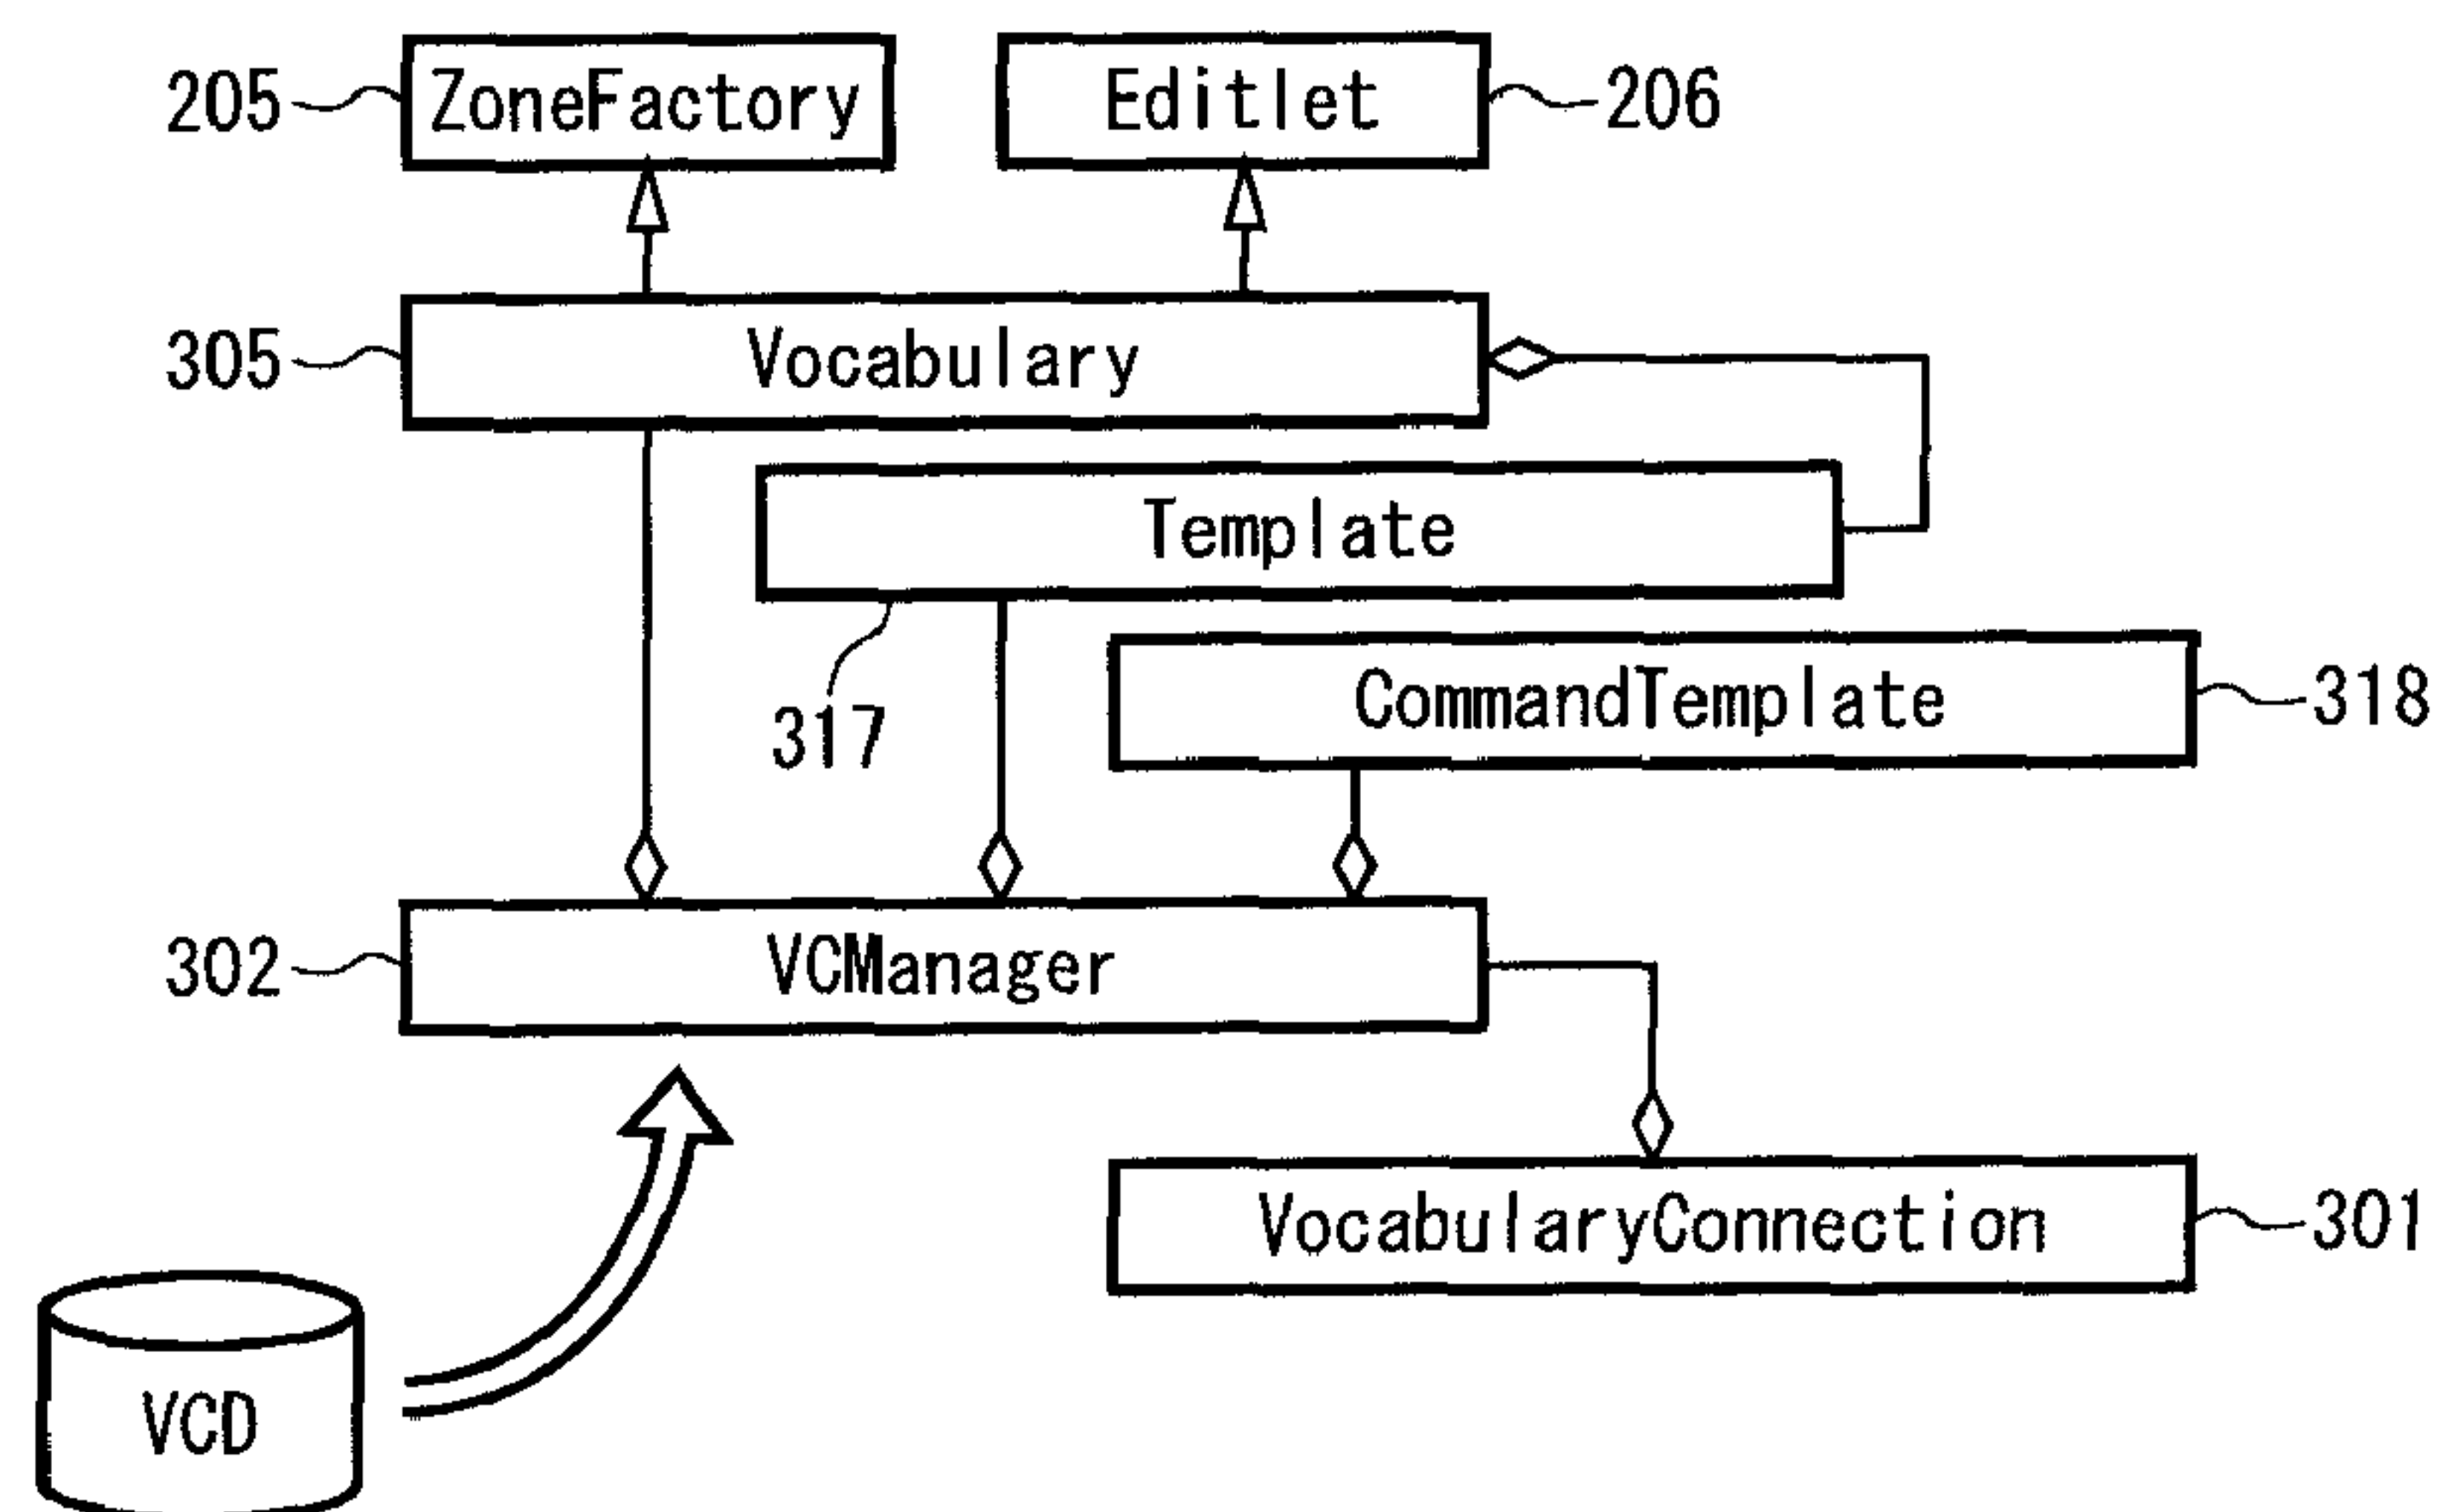 205 ZoneFactory Editlet 206
305 Vocabulary
Template
317
CommandTemplate 318
302 VCManager
VocabularyConnection 301
VCD